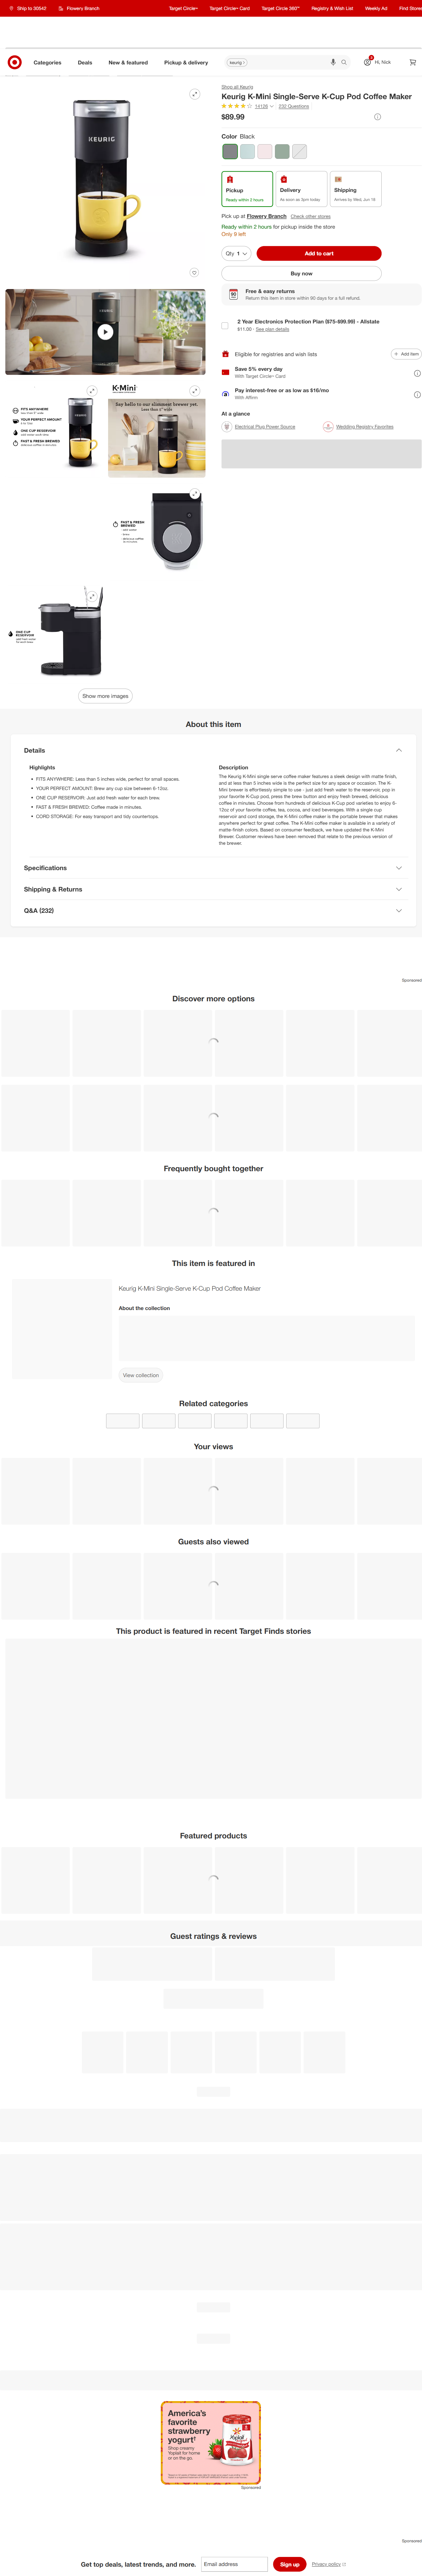 Ship to 30542
Flowery Branch
Target Circle™
Target Circle™ Card
Target Circle 360™
Registry & Wish List
Weekly Ad
Find Stores
Categories
Deals
New & featured
Pickup & delivery
keurig
Hi, Nick
Shop all Keurig
Keurig K-Mini Single-Serve K-Cup Pod Coffee Maker
14128
232 Questions
$89.99
Color Black
Pickup
Ready within 2 hours
Delivery
As soon as 3pm today
Shipping
Arrives by Wed, Jun 18
Pick up at Flowery Branch
Check other stores
Ready within 2 hours for pickup inside the store
Only 9 left
Qty 1
Add to cart
Buy now
Free & easy returns
Return this item in store within 90 days for a full refund.
2 Year Electronics Protection Plan ($75-$99.99) - Allstate
$11.00 · See plan details
Eligible for registries and wish lists
Add item
Save 5% every day
With Target Circle™ Card
Pay interest-free or as low as $16/mo
With Affirm
At a glance
Electrical Plug Power Source
Wedding Registry Favorites
KEURIG
FITS ANYWHERE
YOUR PERFECT AMOUNT
ONE CUP RESERVOIR
FAST & FRESH BREWED
K-Mini
Say hello to our slimmest brewer yet.
Less than 5" wide
FAST & FRESH
BREWED
ONE CUP
RESERVOIR
Show more images
About this item
Details
Highlights
FITS ANYWHERE: Less than 5 inches wide, perfect for small spaces.
YOUR PERFECT AMOUNT: Brew any cup size between 6-12oz.
ONE CUP RESERVOIR: Just add fresh water for each brew.
FAST & FRESH BREWED: Coffee made in minutes.
CORD STORAGE: For easy transport and tidy countertops.
Description
The Keurig K-Mini single serve coffee maker features a sleek design with matte finish,
and at less than 5 inches wide is perfect for any space or occasion. The K-
Mini brewer is effortlessly simple to use - just add fresh water to the reservoir, pop in
your favorite K-Cup pod, press the brew button and enjoy fresh brewed, delicious
coffee in minutes. Choose from hundreds of delicious K-Cup pod varieties to enjoy 6-
12oz of your favorite coffee, tea, cocoa, and iced beverages. With a single cup
reservoir and cord storage, the K-Mini coffee maker is the portable brewer that makes
anywhere perfect for great coffee. The K-Mini coffee maker is available in a variety of
matte-finish colors. Based on consumer feedback, we have updated the K-Mini
Brewer. Customer reviews have been removed that relate to the previous version of
the brewer.
Specifications
Shipping & Returns
Q&A (232)
Sponsored
Discover more options
Frequently bought together
This item is featured in
Keurig K-Mini Single-Serve K-Cup Pod Coffee Maker
About the collection
View collection
Related categories
Your views
Guests also viewed
This product is featured in recent Target Finds stories
Featured products
Guest ratings & reviews
America's
favorite
strawberry
yogurt†
Shop creamy
Yoplait for home
or on the go.
Yoplait
Sponsored
Sponsored
Get top deals, latest trends, and more.
Email address
Sign up
Privacy policy